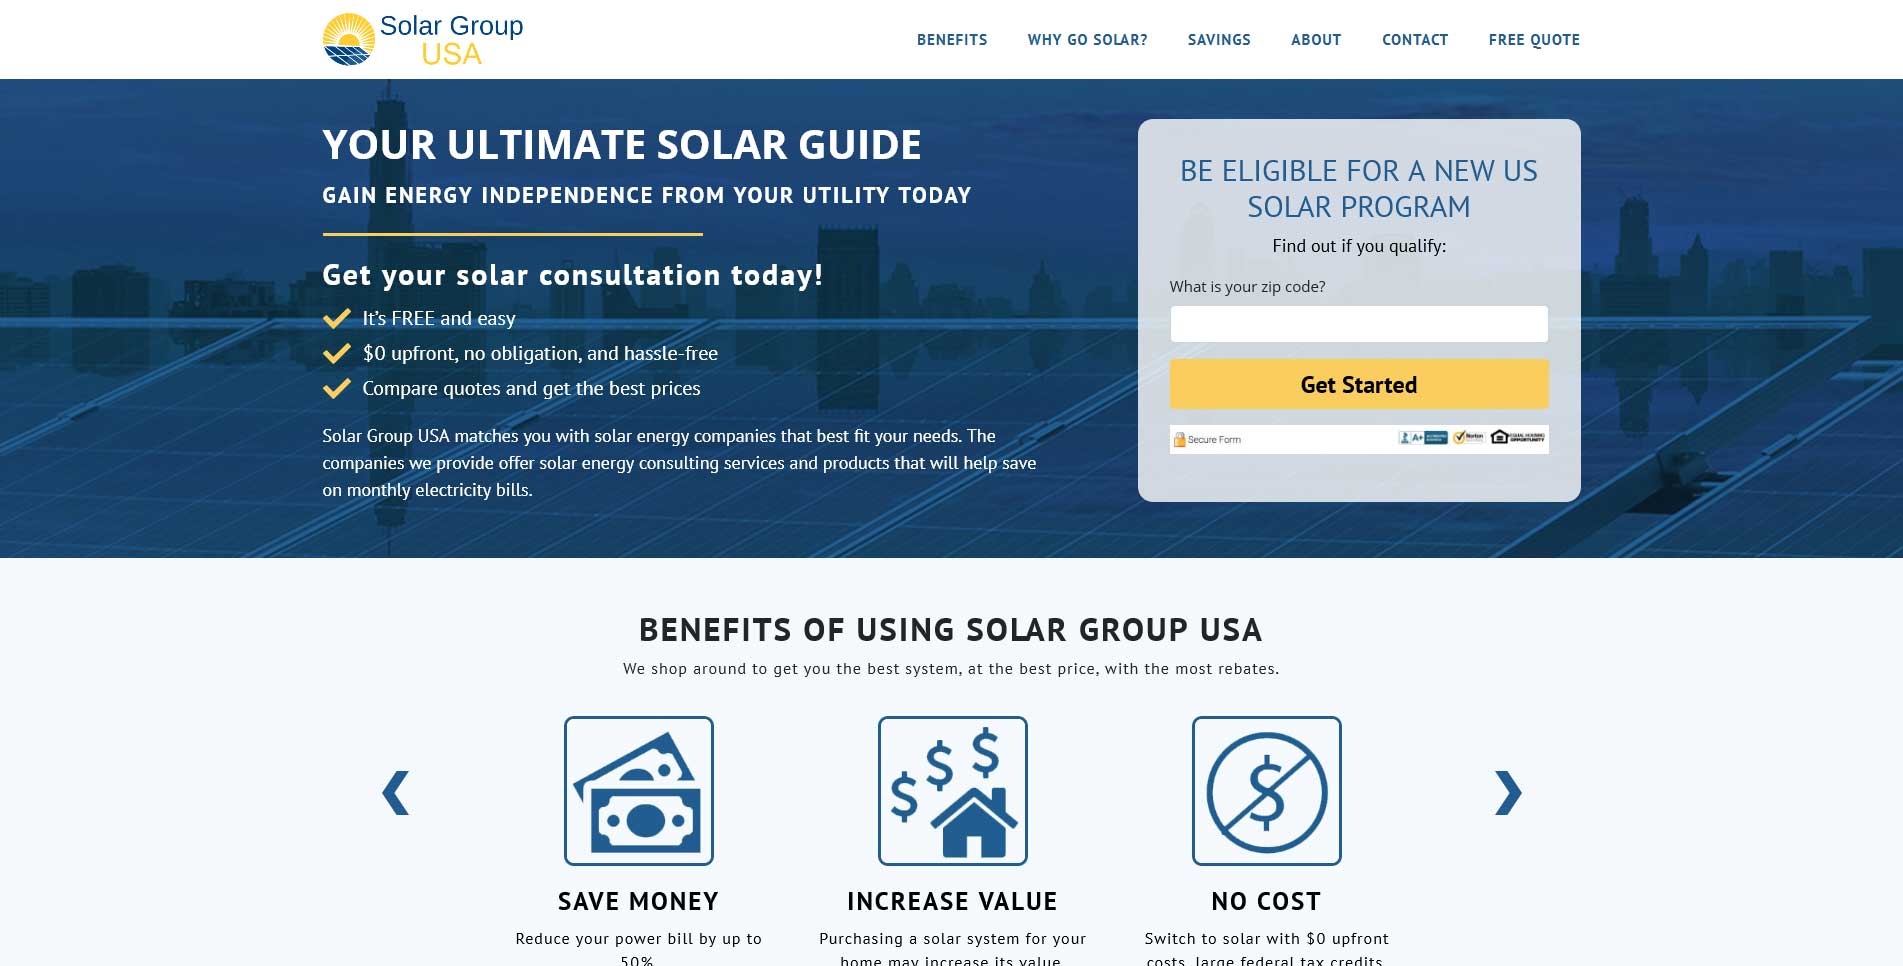 Solar Group
USA
BENEFITS
WHY GO SOLAR?
SAVINGS
ABOUT
CONTACT
FREE QUOTE
YOUR ULTIMATE SOLAR GUIDE
GAIN ENERGY INDEPENDENCE FROM YOUR UTILITY TODAY
Get your solar consultation today!
It’s FREE and easy
$0 upfront, no obligation, and hassle-free
Compare quotes and get the best prices
Solar Group USA matches you with solar energy companies that best fit your needs. The
companies we provide offer solar energy consulting services and products that will help save
on monthly electricity bills.
BE ELIGIBLE FOR A NEW US
SOLAR PROGRAM
Find out if you qualify:
What is your zip code?
Get Started
Secure Form
A+
Norton
EQUAL HOUSING
OPPORTUNITY
BENEFITS OF USING SOLAR GROUP USA
We shop around to get you the best system, at the best price, with the most rebates.
SAVE MONEY
Reduce your power bill by up to
50%
INCREASE VALUE
Purchasing a solar system for your
home may increase its value
NO COST
Switch to solar with $0 upfront
costs, large federal tax credits,